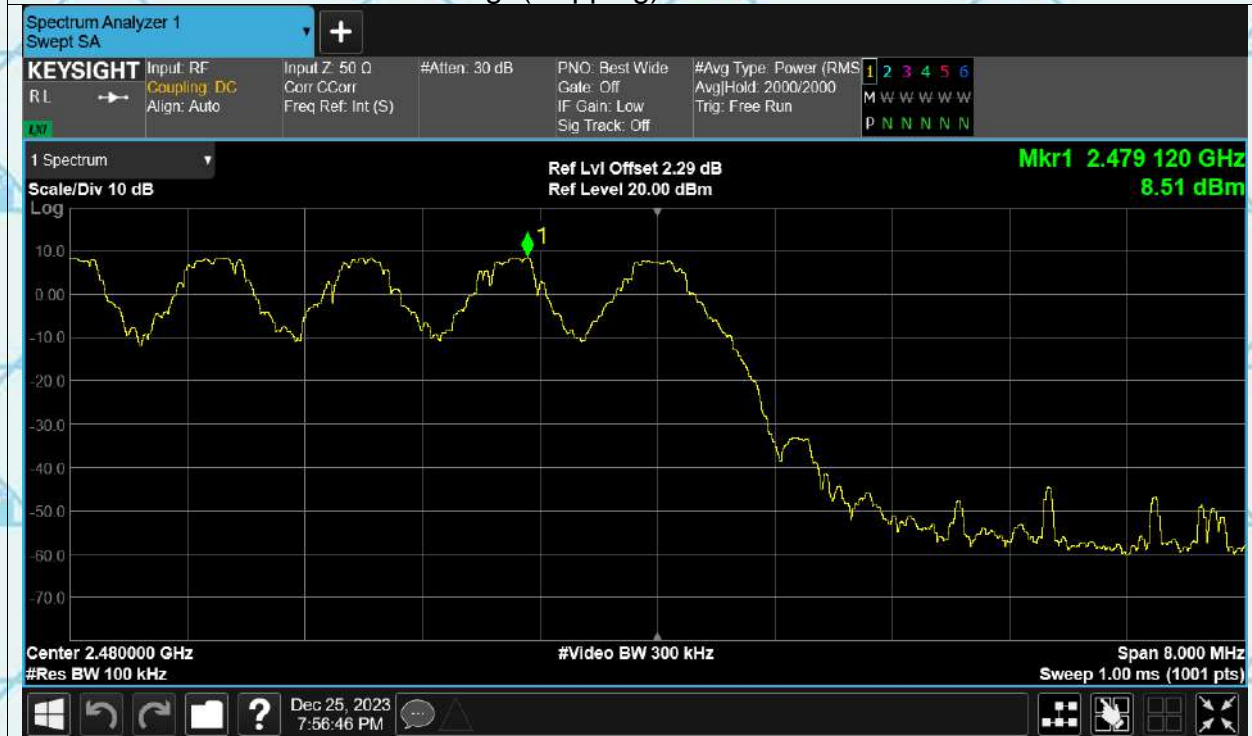 Spectrum Analyzer 1
Swept SA
KEYSIGHT
RL
LXI
Input: RF
Coupling: DC
Align: Auto
Input Z: 50 Ω
Corr CCorr
Freq Ref: Int (S)
#Atten: 30 dB
PNO: Best Wide
Gate: Off
IF Gain: Low
Sig Track: Off
#Avg Type: Power (RMS
Avg|Hold: 2000/2000
Trig: Free Run
1 2 3 4 5 6
M W W W W W
P N N N N N
1 Spectrum
Scale/Div 10 dB
Log
Ref Lvl Offset 2.29 dB
Ref Level 20.00 dBm
Mkr1 2.479 120 GHz
8.51 dBm
1
10.0
0.00
-10.0
-20.0
-30.0
-40.0
-50.0
-60.0
-70.0
Center 2.480000 GHz
#Res BW 100 kHz
#Video BW 300 kHz
Span 8.000 MHz
Sweep 1.00 ms (1001 pts)
?
Dec 25, 2023
7:56:46 PM